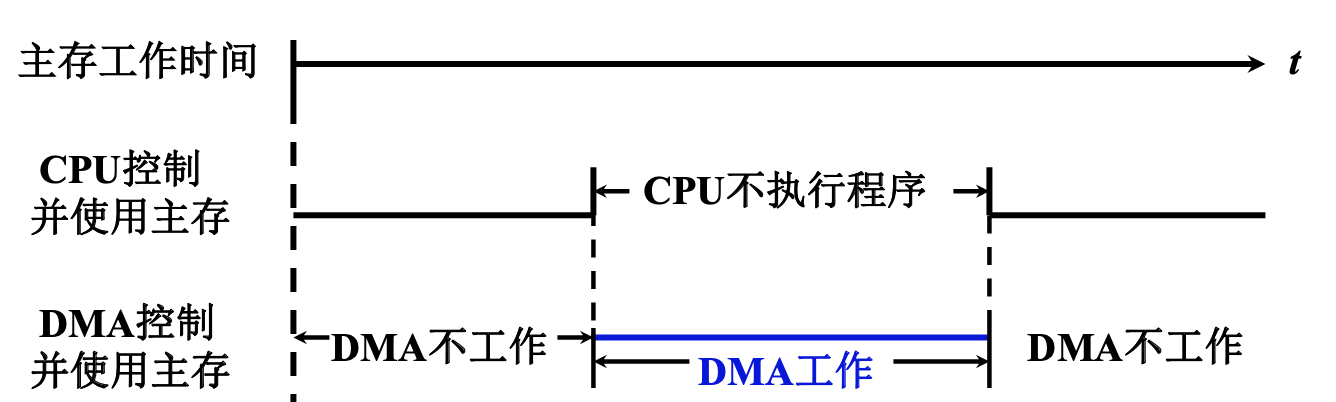 主存工作时间
t
CPU控制
并使用主存
CPU不执行程序
DMA控制
并使用主存
DMA不工作
DMA工作
DMA不工作